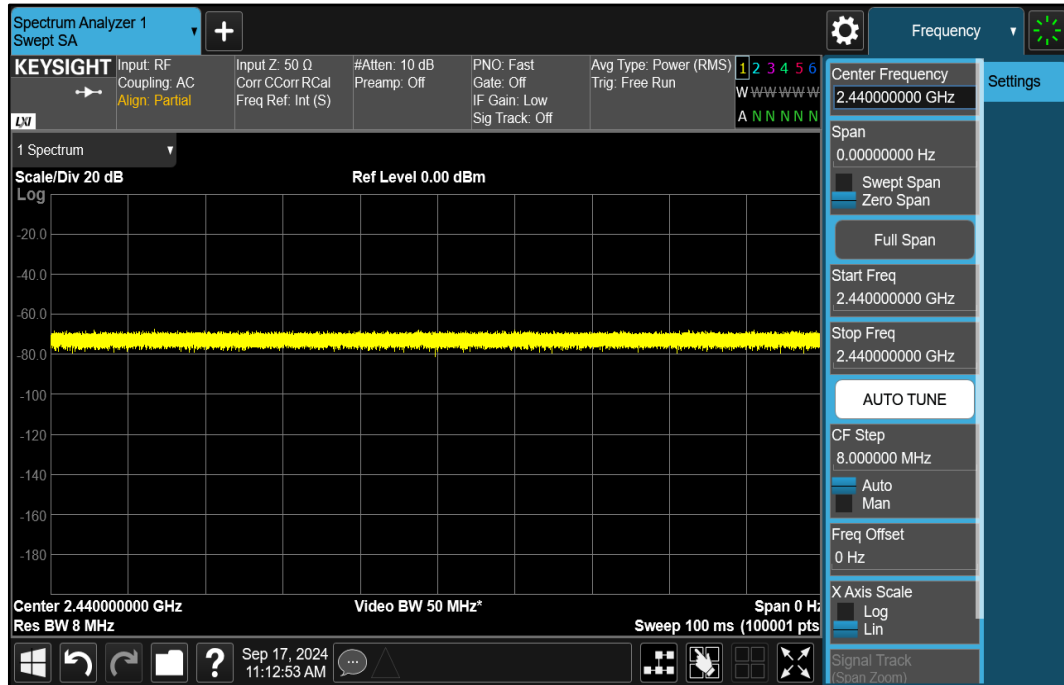 Spectrum Analyzer 1
Swept SA
+
Frequency
KEYSIGHT
LXI
Input: RF
Coupling: AC
Align: Partial
Input Z: 50 Ω
Corr CCorr RCal
Freq Ref: Int (S)
#Atten: 10 dB
Preamp: Off
PNO: Fast
Gate: Off
IF Gain: Low
Sig Track: Off
Avg Type: Power (RMS)
Trig: Free Run
1 2 3 4 5 6
W W W W W W
A N N N N N
1 Spectrum
Scale/Div 20 dB
Ref Level 0.00 dBm
Log
-20.0
-40.0
-60.0
-80.0
-100
-120
-140
-160
-180
Center 2.440000000 GHz
Video BW 50 MHz*
Span 0 Hz
Res BW 8 MHz
Sweep 100 ms (100001 pts
Center Frequency
2.440000000 GHz
Span
0.00000000 Hz
Swept Span
Zero Span
Full Span
Start Freq
2.440000000 GHz
Stop Freq
2.440000000 GHz
AUTO TUNE
CF Step
8.000000 MHz
Auto
Man
Freq Offset
0 Hz
X Axis Scale
Log
Lin
Signal Track
(Span Zoom)
Settings
?
Sep 17, 2024
11:12:53 AM